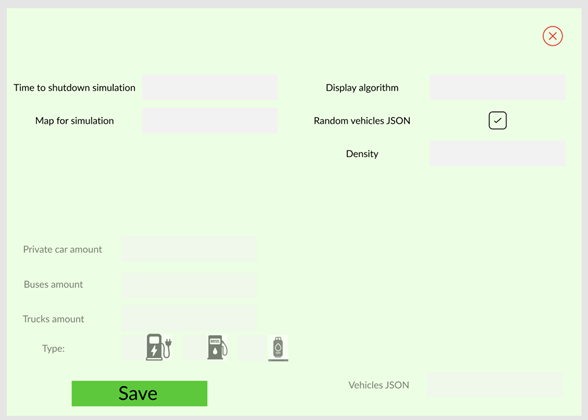 Time to shutdown simulation
Display algorithm
Map for simulation
Random vehicles JSON
Density
Private car amount
Buses amount
Trucks amount
Type:
Vehicles JSON
Save